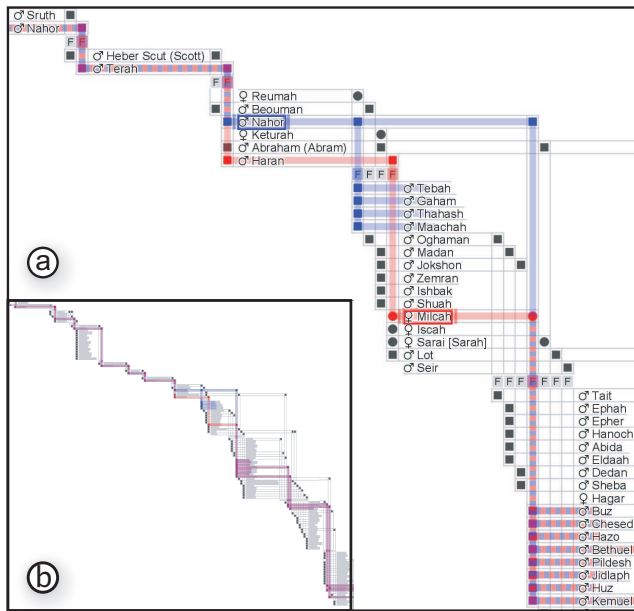 ♂ Sruth
♂ Nahor
F F
♂ Heber Scut (Scott)
♂ Terah
F F
♀ Reumah
♂ Beouman
♂ Nahor
♀ Keturah
♂ Abraham (Abram)
♂ Haran
F F F F
♂ Tebah
♂ Gaham
♂ Thahash
♂ Maachah
♂ Oghaman
♂ Madan
♂ Jokshon
♂ Zemran
♂ Ishbak
♂ Shuah
♀ Milcah
♀ Iscah
♀ Sarai [Sarah]
♂ Lot
♂ Seir
F F F F F F F
♂ Tait
♂ Ephah
♂ Epher
♂ Hanoch
♂ Abida
♂ Eldaah
♂ Dedan
♂ Sheba
♀ Hagar
♂ Buz
♂ Chesed
♂ Hazo
♂ Bethuel
♂ Pildesh
♂ Jidlaph
♂ Huz
♂ Kemuel
a
b